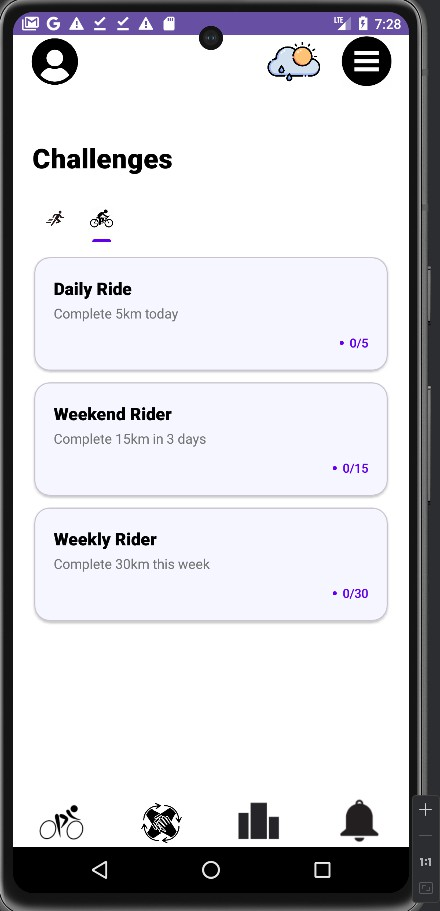 LTE 7:28
Challenges
Daily Ride
Complete 5km today
• 0/5
Weekend Rider
Complete 15km in 3 days
• 0/15
Weekly Rider
Complete 30km this week
• 0/30
1:1